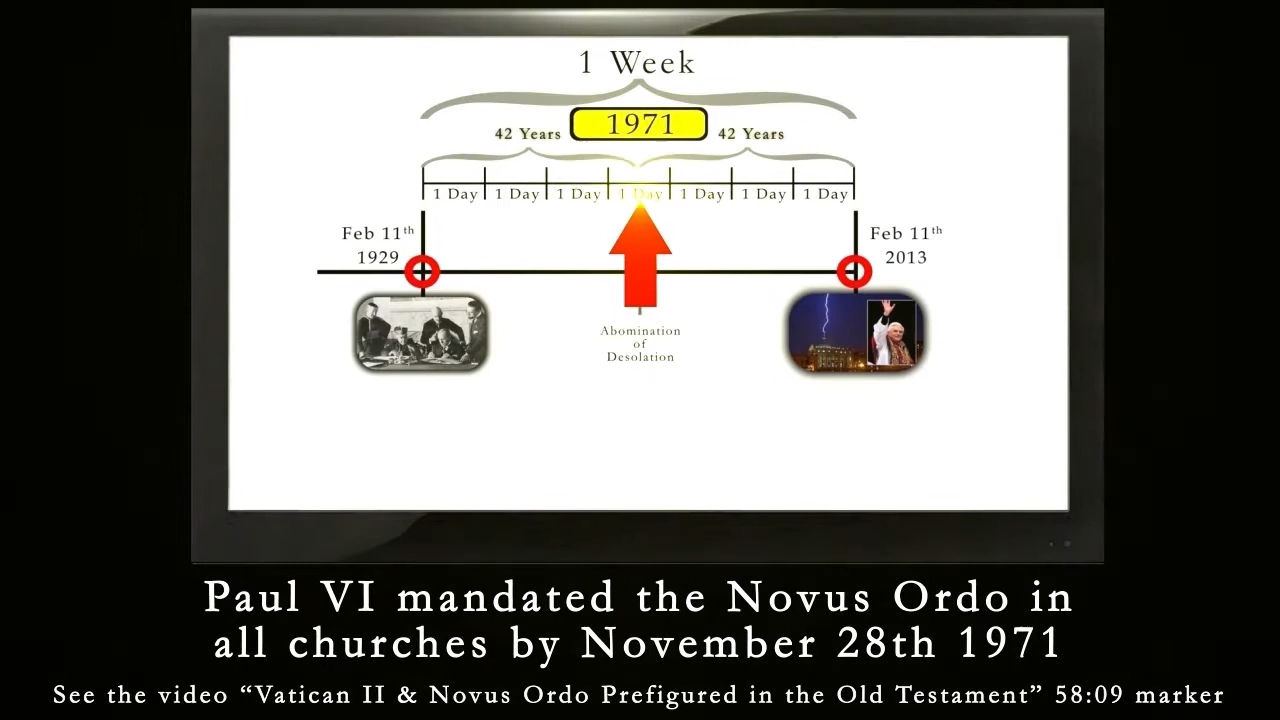 1 Week
1971
42 Years 42 Years
1 Day 1 Day 1 Day 1 Day 1 Day 1 Day 1 Day
Feb 11th
1929
Feb 11th
2013
Abomination
of
Desolation
Paul VI mandated the Novus Ordo in
all churches by November 28th 1971
See the video “Vatican II & Novus Ordo Prefigured in the Old Testament” 58:09 marker